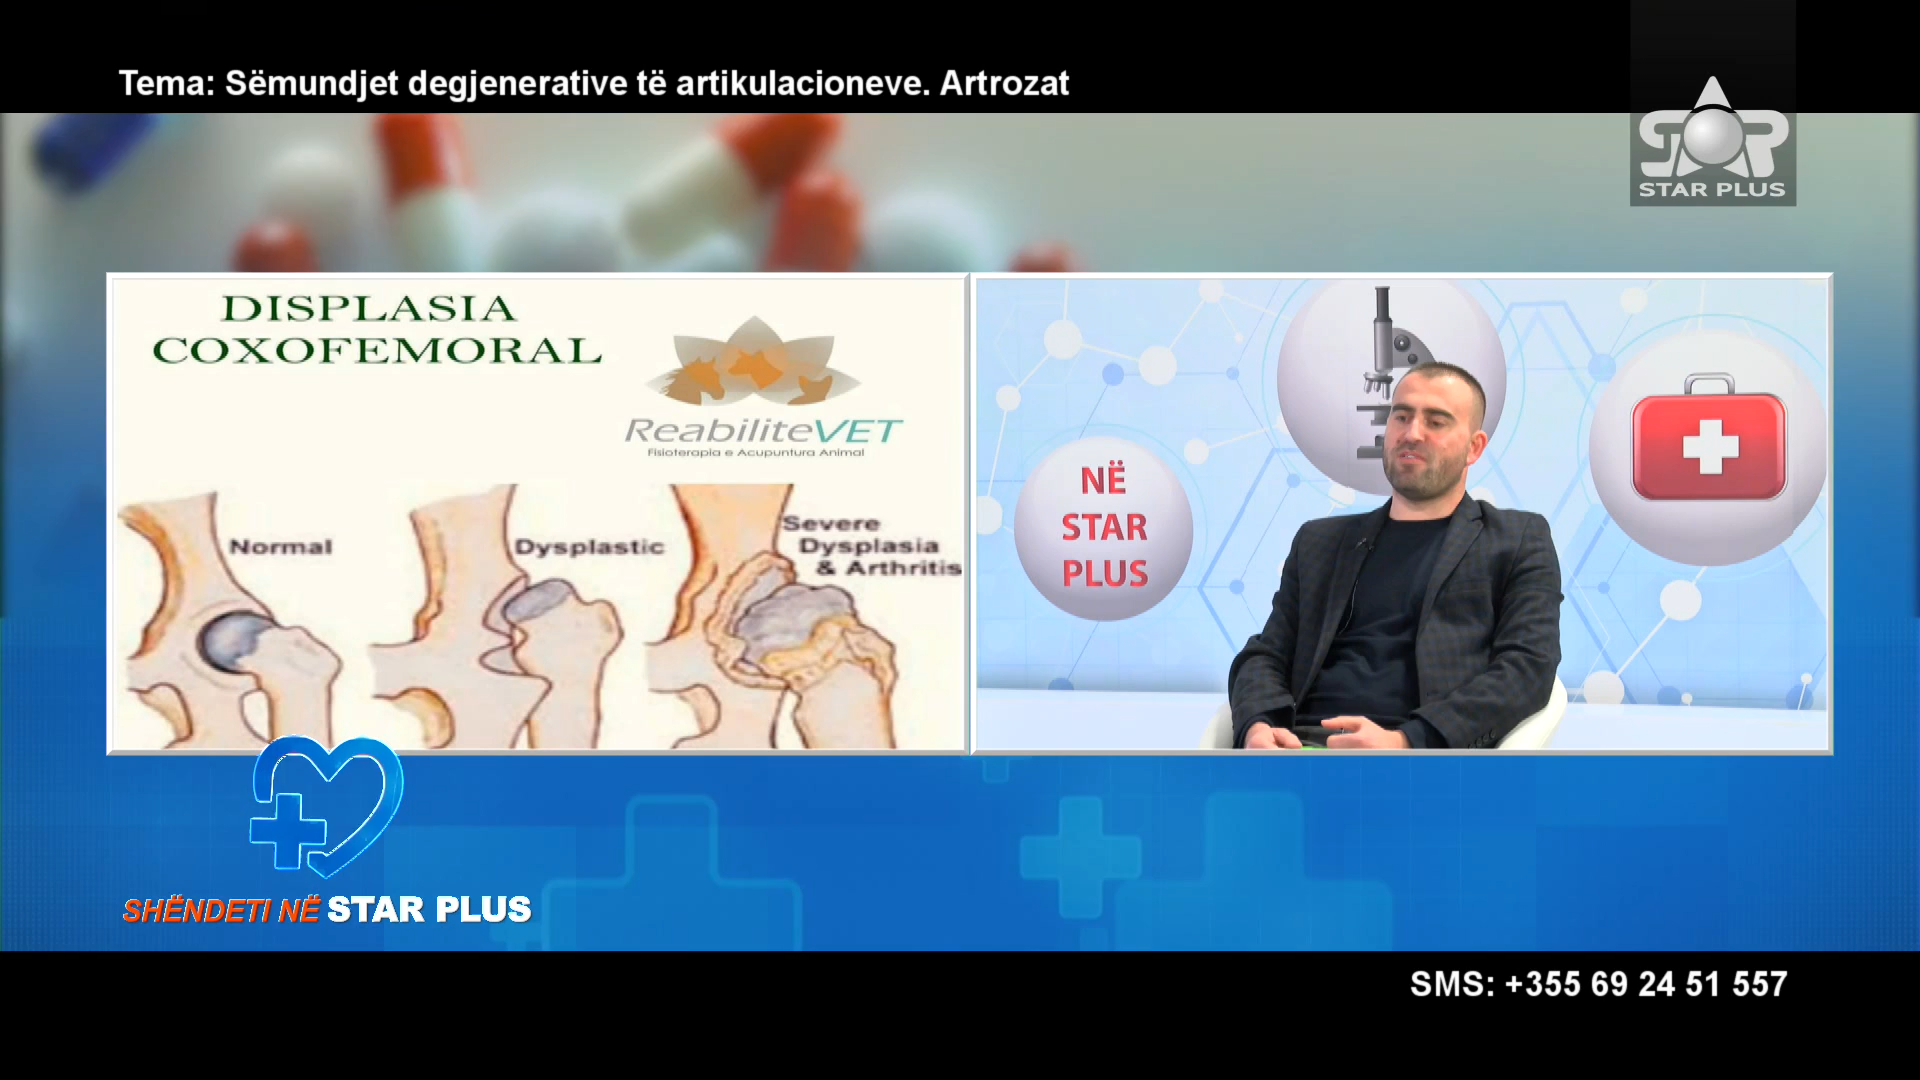 Tema: Sëmundjet degjenerative të artikulacioneve. Artrozat
STAR
STAR PLUS
DISPLASIA
COXOFEMORAL
ReabiliteVET
Fisioterapia e Acupuntura Animal
Normal
Dysplastic
Severe
Dysplasia
& Arthritis
NË
STAR
PLUS
SHËNDETI NË STAR PLUS
SMS: +355 69 24 51 557